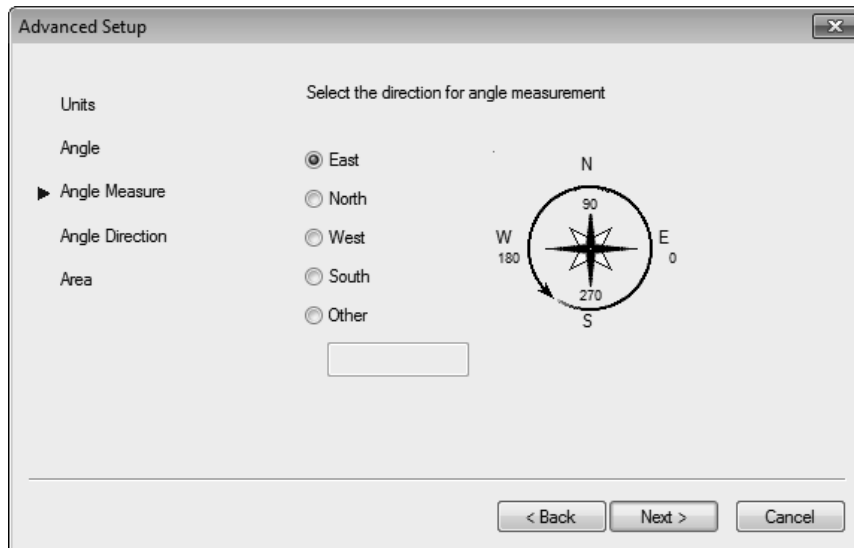 Advanced Setup
Select the direction for angle measurement
Units
Angle
Angle Measure
Angle Direction
Area
East
North
West
South
Other
N
90
W
180
E
0
270
S
< Back
Next >
Cancel